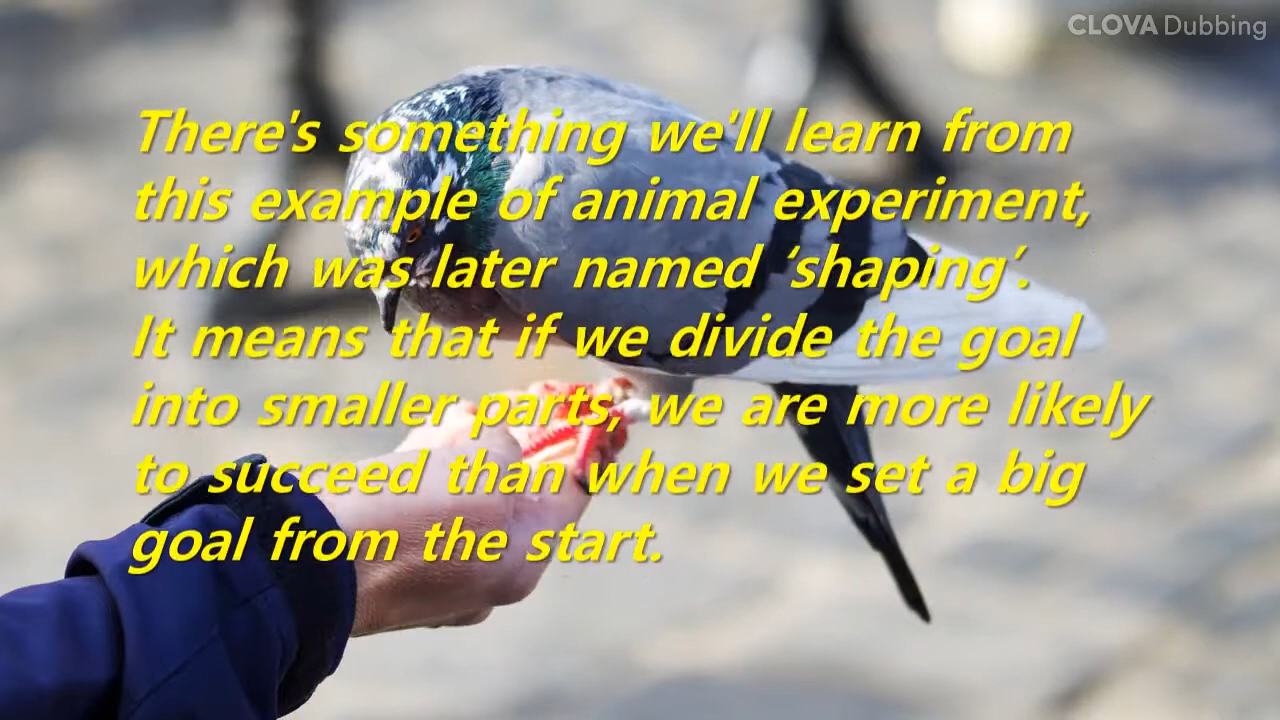 CLOVA Dubbing
There's something we'll learn from
this example of animal experiment,
which was later named ‘shaping’.
It means that if we divide the goal
into smaller parts, we are more likely
to succeed than when we set a big
goal from the start.